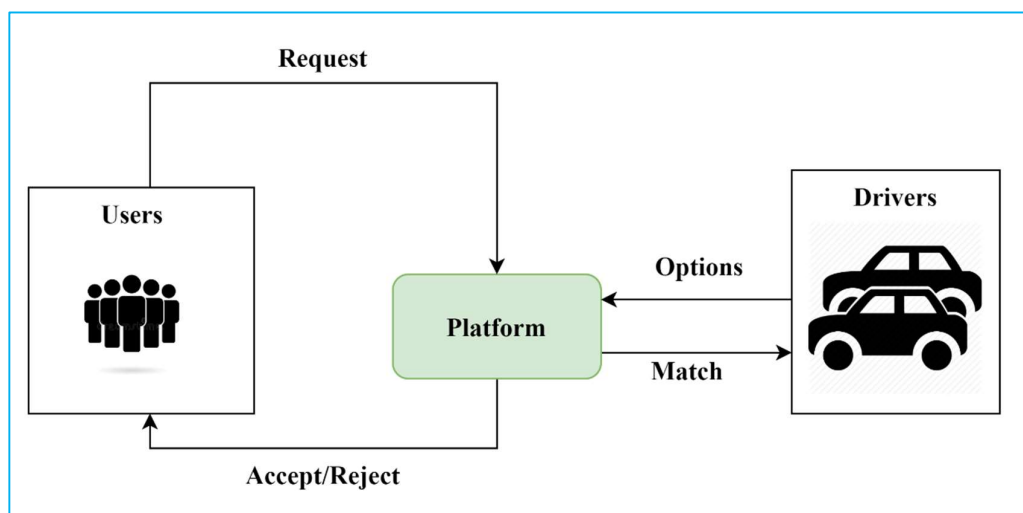 Request
Users
Drivers
Options
Platform
Match
Accept/Reject